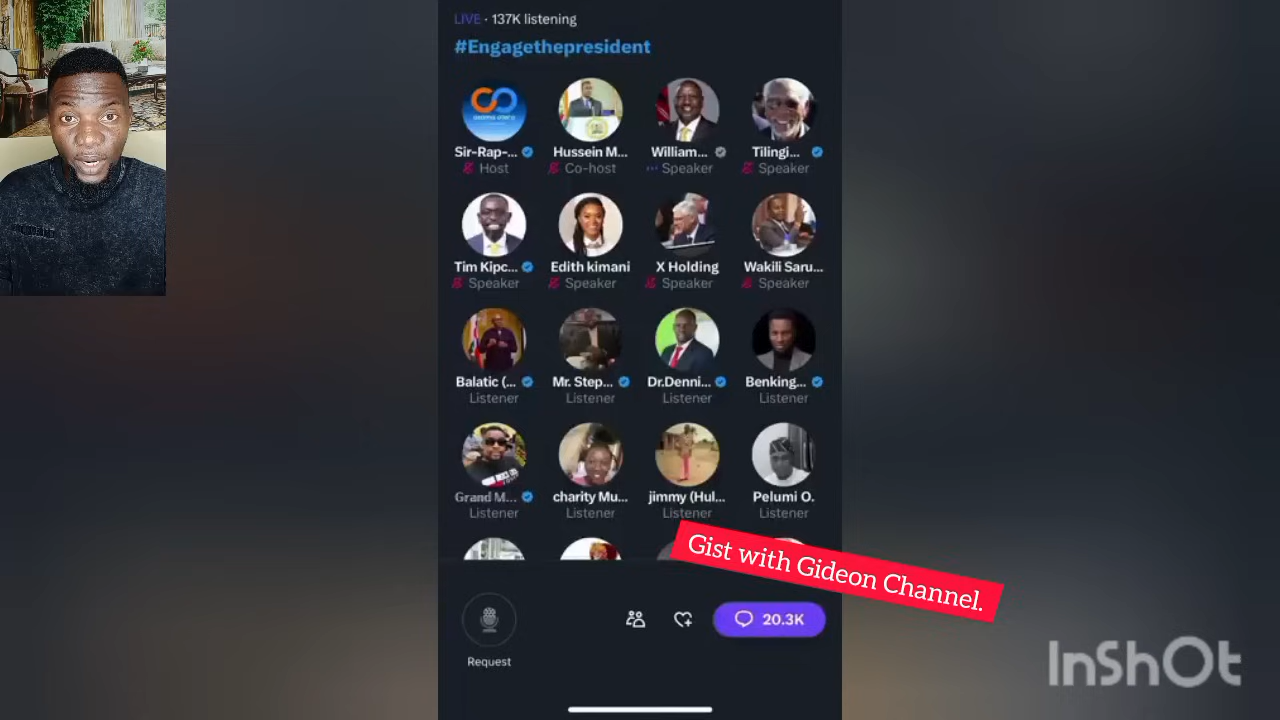 LIVE · 137K listening
#Engagethepresident
Sir-Rap-... Hussein M... William... Tilingi...
Host Co-host Speaker Speaker
Tim Kipc... Edith kimani X Holding Wakili Saru...
Speaker Speaker Speaker Speaker
Balatic (... Mr. Step... Dr.Denni... Benking...
Listener Listener Listener Listener
Grand M... charity Mu... jimmy (Hul... Pelumi O.
Listener Listener Listener Listener
Gist with Gideon Channel.
20.3K
Request
InShOt